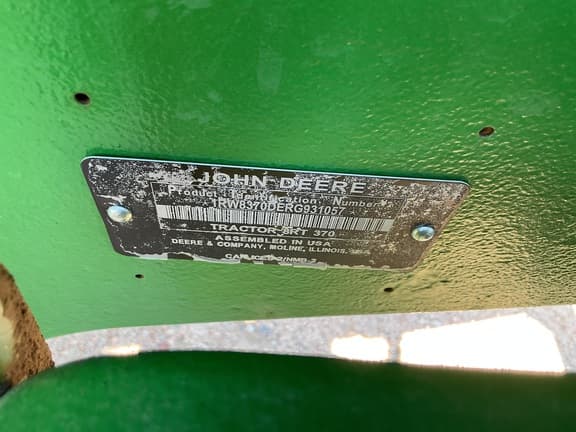 JOHN DEERE
Product Identification Number
1RW8370DERG931057
TRACTOR 8RT 370
ASSEMBLED IN USA
DEERE & COMPANY, MOLINE, ILLINOIS,